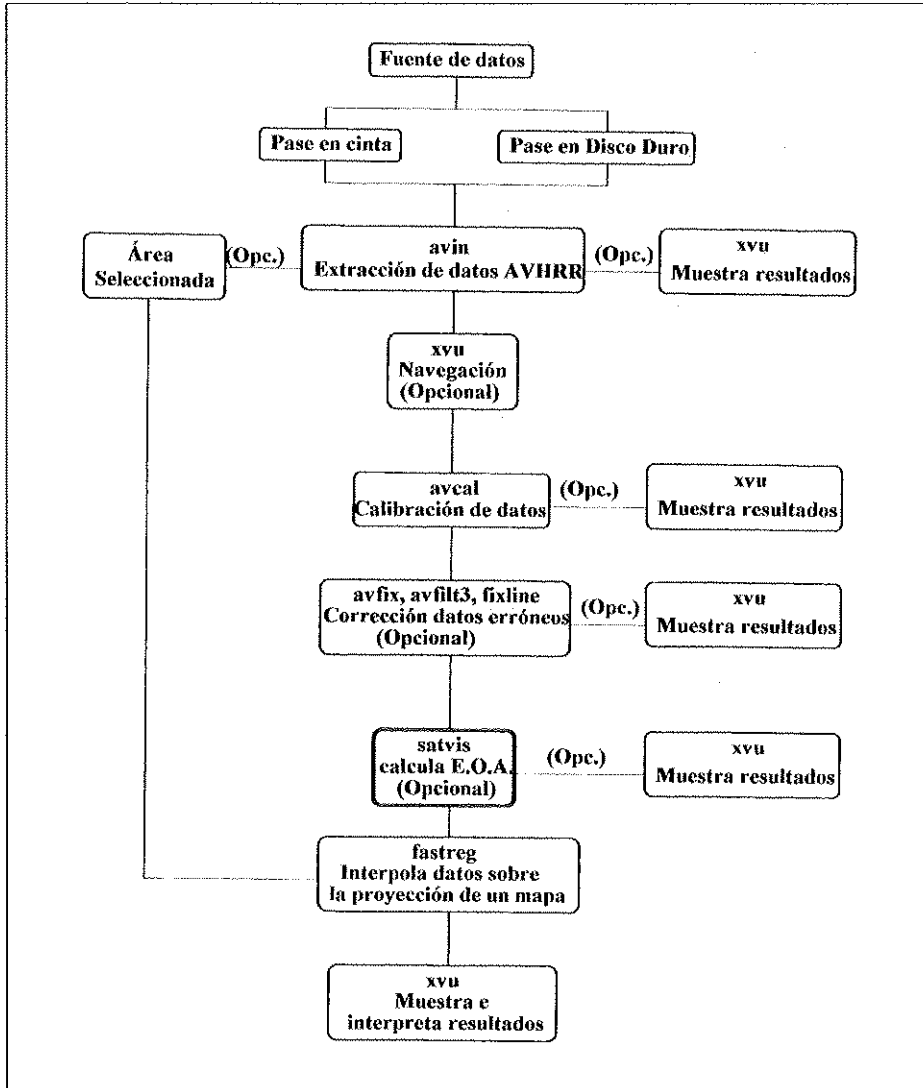 Fuente de datos
Pase en cinta
Pase en Disco Duro
Área
Seleccionada
(Opc.)
avin
Extracción de datos AVHRR
(Opc.)
xvu
Muestra resultados
xvu
Navegación
(Opcional)
avcal
Calibración de datos
(Opc.)
xvu
Muestra resultados
avfix, avfilt3, fixline
Corrección datos erróneos
(Opcional)
(Opc.)
xvu
Muestra resultados
satvis
calcula E.O.A.
(Opcional)
(Opc.)
xvu
Muestra resultados
fastreg
Interpola datos sobre
la proyección de un mapa
xvu
Muestra e
interpreta resultados